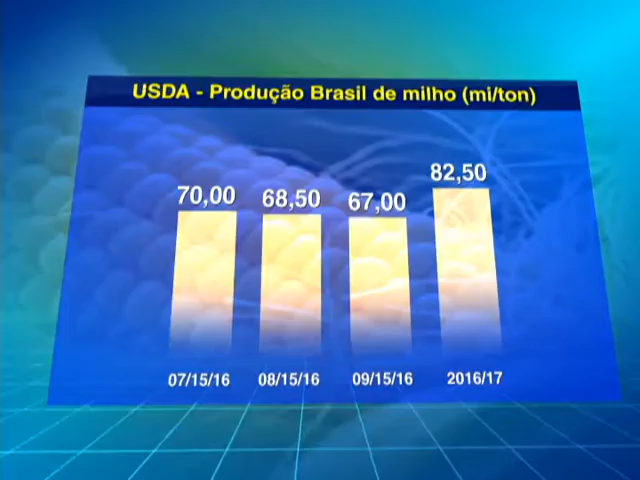 USDA - Produção Brasil de milho (mi/ton)
70,00 68,50 67,00 82,50
07/15/16 08/15/16 09/15/16 2016/17